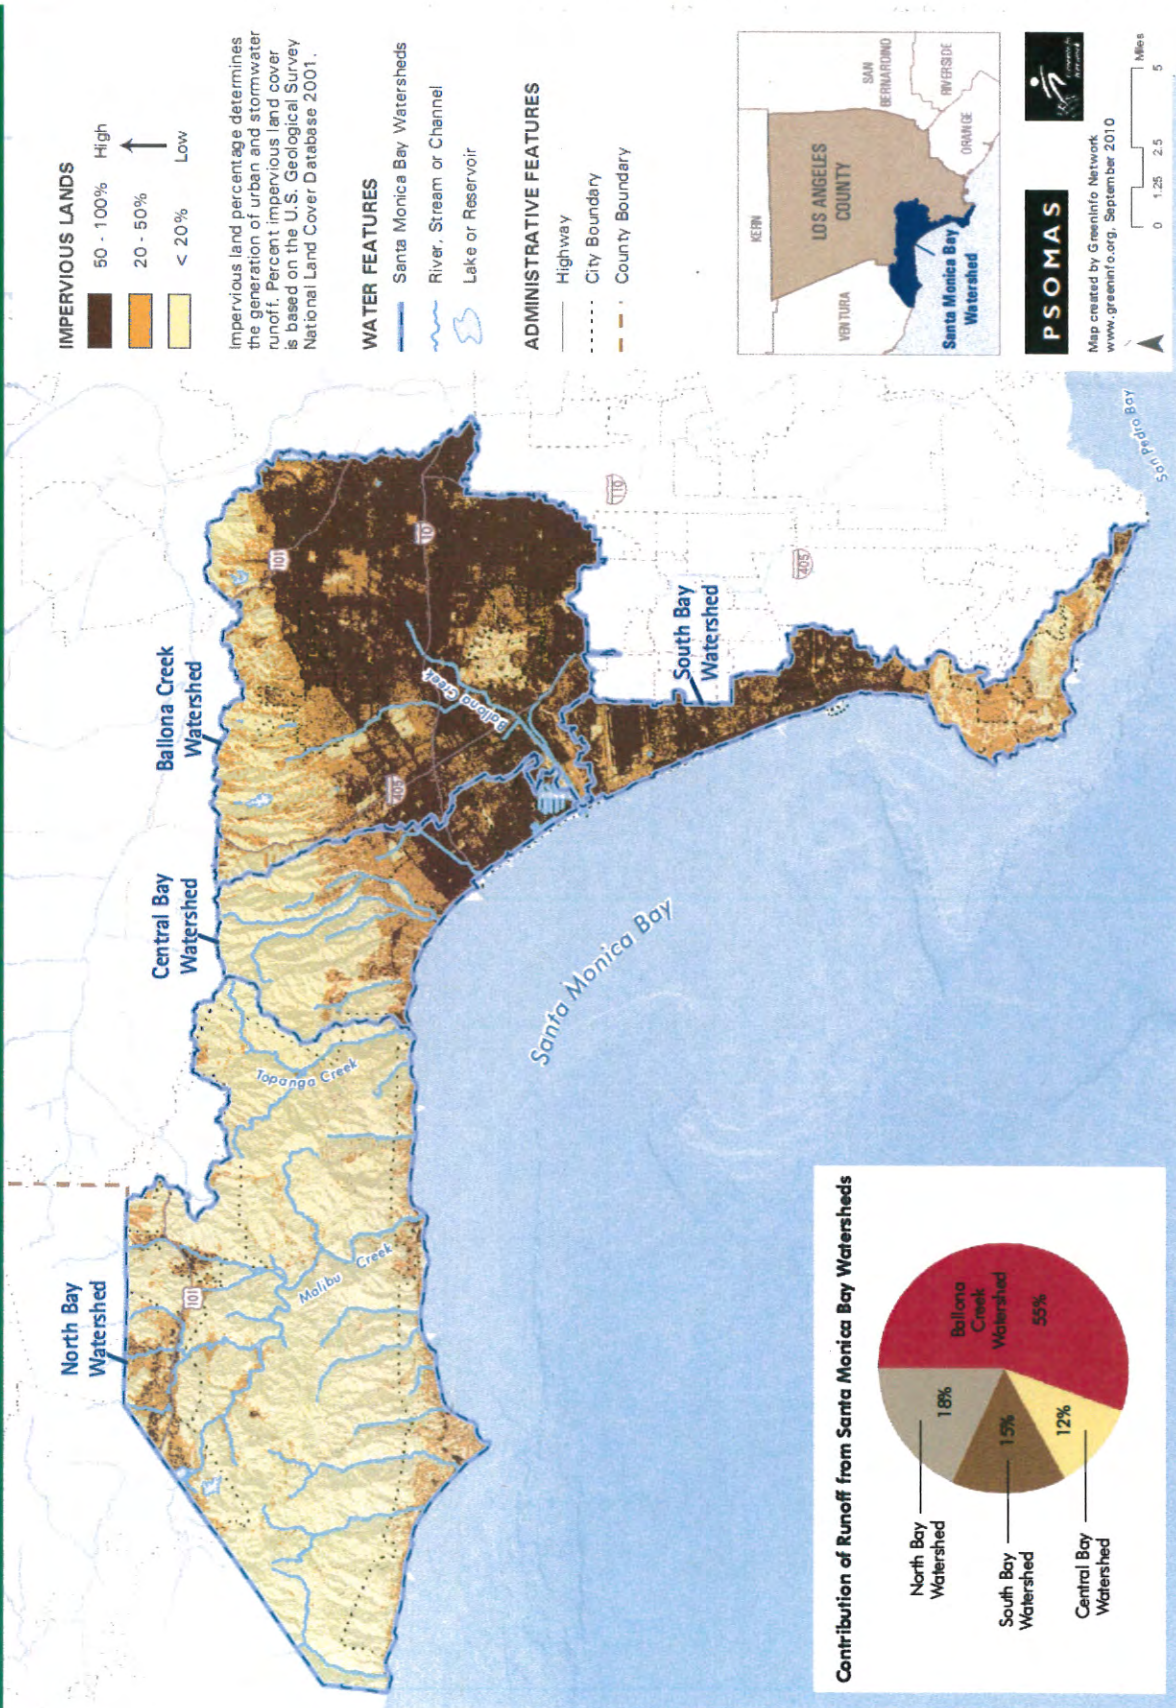 North Bay
Watershed
Central Bay
Watershed
Ballona Creek
Watershed
South Bay
Watershed
101
Malibu Creek
Topanga Creek
405
Ballona Creek
101
110
110
405
Santa Monica Bay
San Pedro Bay
IMPERVIOUS LANDS
50 - 100% High
20 - 50%
< 20% Low
Impervious land percentage determines
the generation of urban and stormwater
runoff. Percent impervious land cover
is based on the U.S. Geological Survey
National Land Cover Database 2001.
WATER FEATURES
Santa Monica Bay Watersheds
River, Stream or Channel
Lake or Reservoir
ADMINISTRATIVE FEATURES
Highway
City Boundary
County Boundary
KERN
VENTURA
LOS ANGELES
COUNTY
SAN
BERNARDINO
RIVERSIDE
ORANGE
Santa Monica Bay
Watershed
PSOMAS
Map created by GreenInfo Network
www.greeninfo.org, September 2010
0 1.25 2.5 5
Miles
Contribution of Runoff from Santa Monica Bay Watersheds
North Bay
Watershed
18%
South Bay
Watershed
15%
Central Bay
Watershed
12%
Ballona
Creek
Watershed
55%